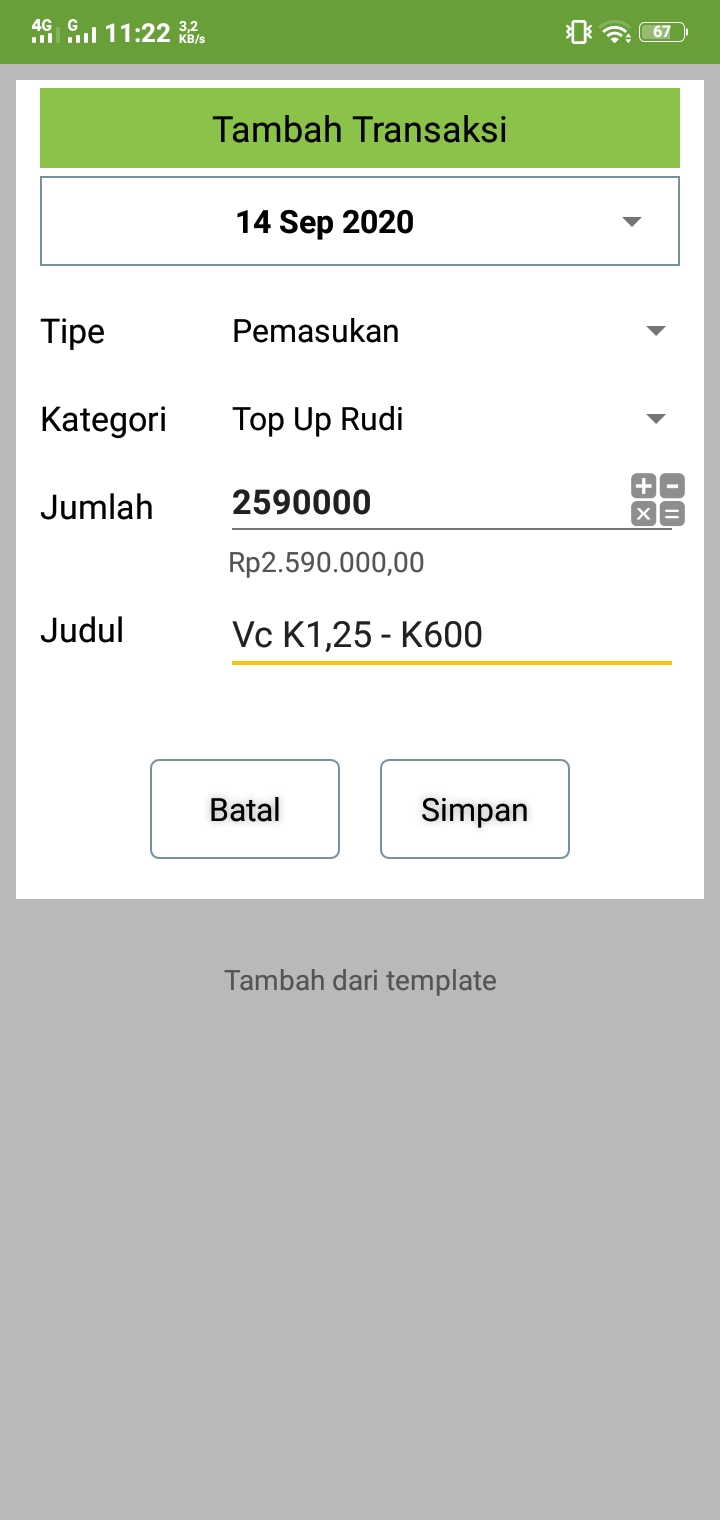 4G G 11:22 3,2 KB/s 67
Tambah Transaksi
14 Sep 2020
Tipe Pemasukan
Kategori Top Up Rudi
Jumlah 2590000
Rp2.590.000,00
Judul Vc K1,25 - K600
Batal Simpan
Tambah dari template